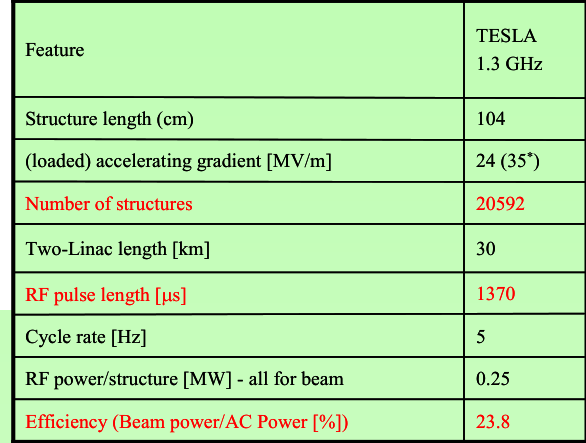 Feature
TESLA
1.3 GHz
Structure length (cm)
104
(loaded) accelerating gradient [MV/m]
24 (35*)
Number of structures
20592
Two-Linac length [km]
30
RF pulse length [µs]
1370
Cycle rate [Hz]
5
RF power/structure [MW] - all for beam
0.25
Efficiency (Beam power/AC Power [%])
23.8